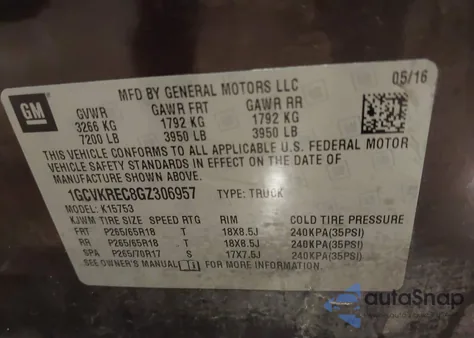 GM
MFD BY GENERAL MOTORS LLC
05/16
GVWR GAWR FRT GAWR RR
3266 KG 1792 KG 1792 KG
7200 LB 3950 LB 3950 LB
THIS VEHICLE CONFORMS TO ALL APPLICABLE U.S. FEDERAL MOTOR
VEHICLE SAFETY STANDARDS IN EFFECT ON THE DATE OF
MANUFACTURE SHOWN ABOVE.
1GCVKREC8GZ306957 TYPE: TRUCK
MODEL: K15753
KJWM TIRE SIZE SPEED RTG RIM COLD TIRE PRESSURE
FRT P265/65R18 T 18X8.5J 240KPA(35PSI)
RR P265/65R18 T 18X8.5J 240KPA(35PSI)
SPA P265/70R17 S 17X7.5J 240KPA(35PSI)
SEE OWNER'S MANUAL FOR ADDITIONAL INFORMATION.
autoSnap